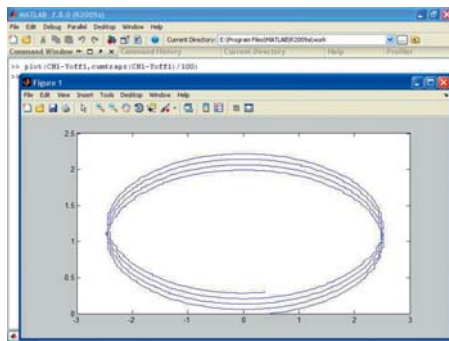 MATLAB 7.8.0 (R2009a)
File Edit Debug Parallel Desktop Window Help
Current Directory: E:\Program Files\MATLAB\R2009a\work
Command Window
Command History
Current Directory
Help
Profiler
>> plot(CH1-Yoff1,cumtrapz(CH1-Yoff1)/100)
>>
Figure 1
File Edit View Insert Tools Desktop Window Help
2.5
2
1.5
1
0.5
0
-3 -2 -1 0 1 2 3